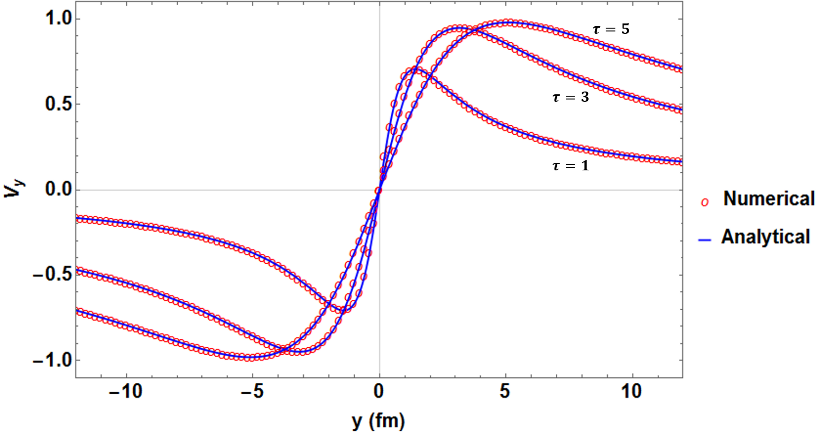 1.0
τ = 5
0.5
τ = 3
τ = 1
0.0
Vy
Numerical
Analytical
−0.5
−1.0
−10 −5 0 5 10
y (fm)